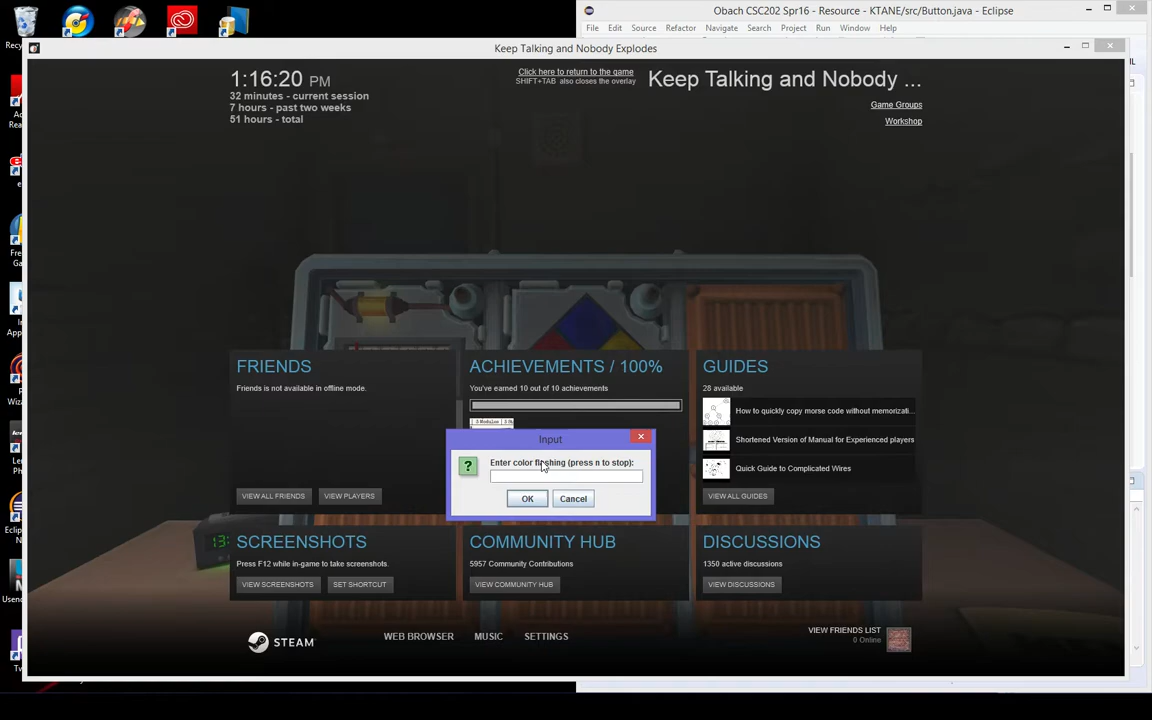 Obach CSC202 Spr16 - Resource - KTANE/src/Button.java - Eclipse
File Edit Source Refactor Navigate Search Project Run Window Help
Keep Talking and Nobody Explodes
1:16:20 PM
32 minutes - current session
7 hours - past two weeks
51 hours - total
Click here to return to the game
SHIFT+TAB also closes the overlay
Keep Talking and Nobody ...
Game Groups
Workshop
FRIENDS
Friends is not available in offline mode.
VIEW ALL FRIENDS VIEW PLAYERS
ACHIEVEMENTS / 100%
You've earned 10 out of 10 achievements
GUIDES
28 available
How to quickly copy morse code without memorizati...
Shortened Version of Manual for Experienced players
Quick Guide to Complicated Wires
VIEW ALL GUIDES
Input
Enter color flashing (press n to stop):
OK Cancel
SCREENSHOTS
Press F12 while in-game to take screenshots.
VIEW SCREENSHOTS SET SHORTCUT
COMMUNITY HUB
5957 Community Contributions
VIEW COMMUNITY HUB
DISCUSSIONS
1350 active discussions
VIEW DISCUSSIONS
STEAM
WEB BROWSER MUSIC SETTINGS
VIEW FRIENDS LIST
0 Online